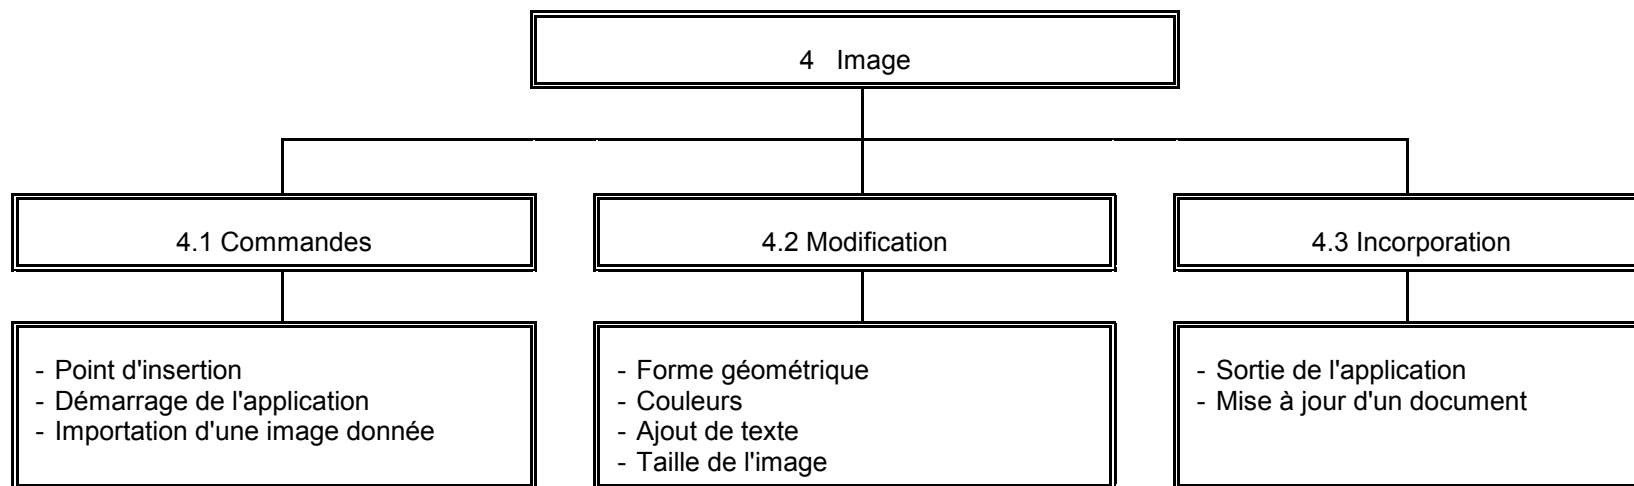 4 Image
4.1 Commandes
4.2 Modification
4.3 Incorporation
- Point d'insertion
- Démarrage de l'application
- Importation d'une image donnée
- Forme géométrique
- Couleurs
- Ajout de texte
- Taille de l'image
- Sortie de l'application
- Mise à jour d'un document